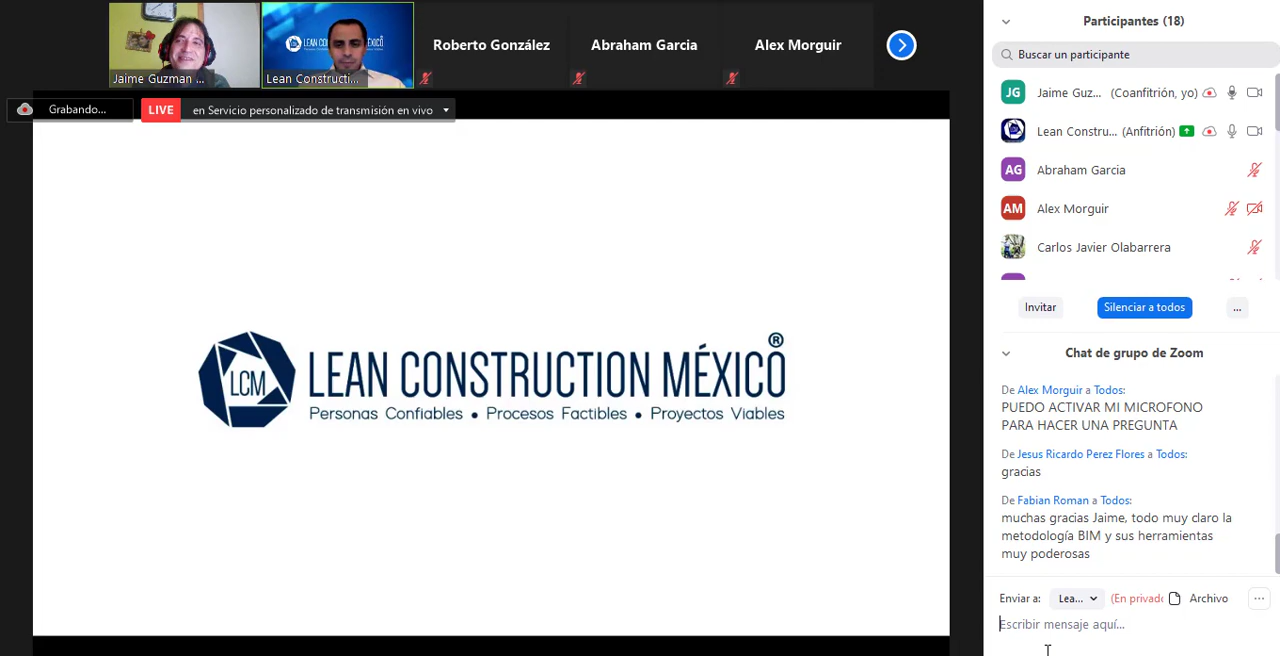 Jaime Guzman ...
Lean Constructi...
Roberto González
Abraham Garcia
Alex Morguir
Grabando...
LIVE
en Servicio personalizado de transmisión en vivo
LCM
LEAN CONSTRUCTION MÉXICO®
Personas Confiables • Procesos Factibles • Proyectos Viables
Participantes (18)
Buscar un participante
JG
Jaime Guz... (Coanfitrión, yo)
Lean Constru... (Anfitrión)
AG
Abraham Garcia
AM
Alex Morguir
Carlos Javier Olabarrera
Invitar
Silenciar a todos
...
Chat de grupo de Zoom
De Alex Morguir a Todos:
PUEDO ACTIVAR MI MICROFONO
PARA HACER UNA PREGUNTA
De Jesus Ricardo Perez Flores a Todos:
gracias
De Fabian Roman a Todos:
muchas gracias Jaime, todo muy claro la
metodología BIM y sus herramientas
muy poderosas
Enviar a: Lea... (En privado Archivo ...
Escribir mensaje aquí...